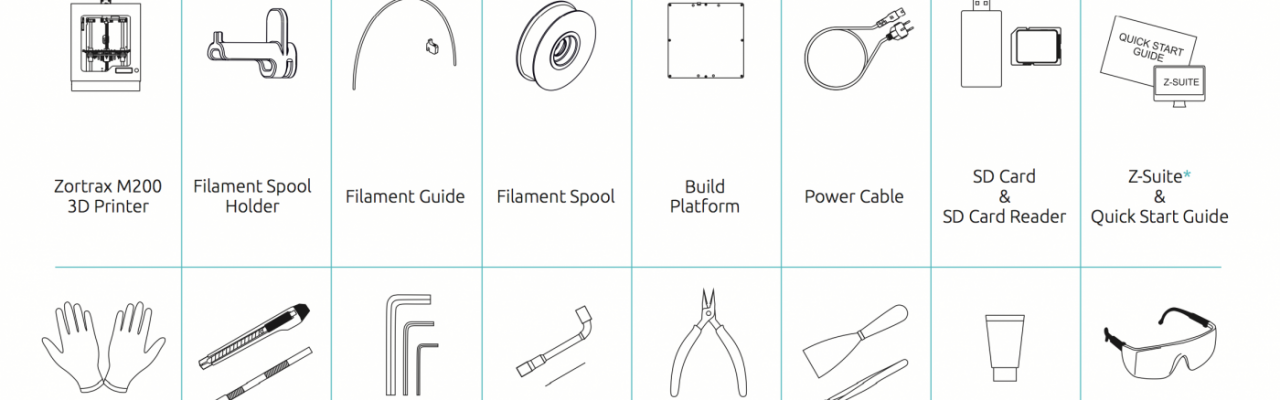 QUICK START
GUIDE
Z-SUITE
Zortrax M200
3D Printer
Filament Spool
Holder
Filament Guide
Filament Spool
Build
Platform
Power Cable
SD Card
&
SD Card Reader
Z-Suite*
&
Quick Start Guide